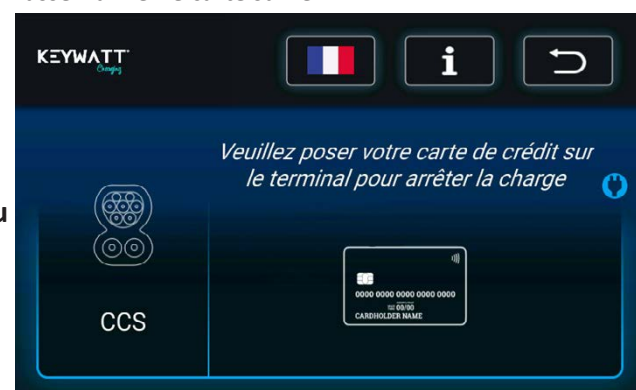 KEYWATT
Charging
i
Veuillez poser votre carte de crédit sur
le terminal pour arrêter la charge
u
CCS
0000 0000 0000 0000 0000
00/00
CARDHOLDER NAME